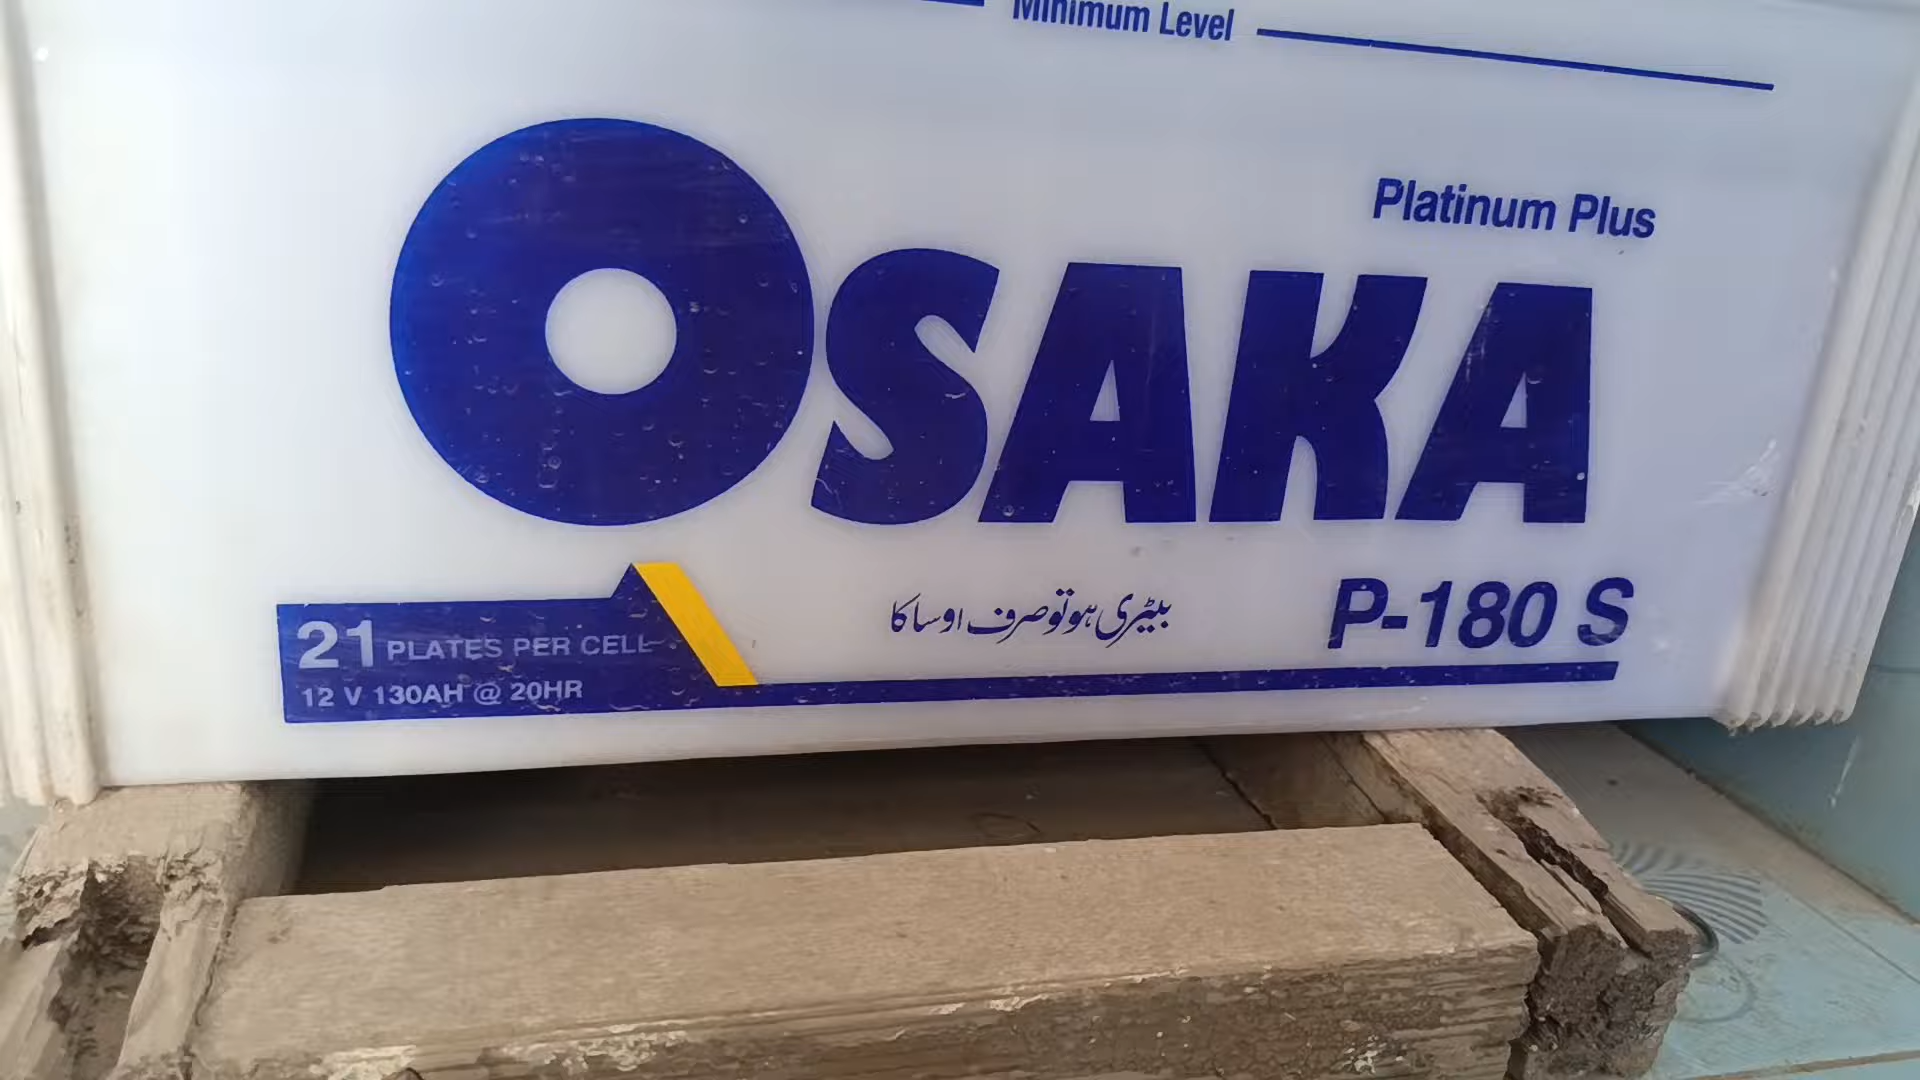 Minimum Level
Platinum Plus
OSAKA
بیٹری ہو تو صرف اوساکا
P-180 S
21 PLATES PER CELL
12 V 130AH @ 20HR